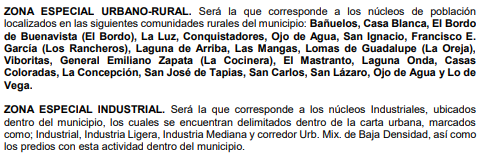 ZONA ESPECIAL URBANO-RURAL. Será la que corresponde a los núcleos de población
localizados en las siguientes comunidades rurales del municipio: Bañuelos, Casa Blanca, El Bordo
de Buenavista (El Bordo), La Luz, Conquistadores, Ojo de Agua, San Ignacio, Francisco E.
García (Los Rancheros), Laguna de Arriba, Las Mangas, Lomas de Guadalupe (La Oreja),
Viboritas, General Emiliano Zapata (La Cocinera), El Mastranto, Laguna Onda, Casas
Coloradas, La Concepción, San José de Tapias, San Carlos, San Lázaro, Ojo de Agua y Lo de
Vega.
ZONA ESPECIAL INDUSTRIAL. Será la que corresponde a los núcleos Industriales, ubicados
dentro del municipio, los cuales se encuentran delimitados dentro de la carta urbana, marcados
como; Industrial, Industria Ligera, Industria Mediana y corredor Urb. Mix. de Baja Densidad, así como
los predios con esta actividad dentro del municipio.